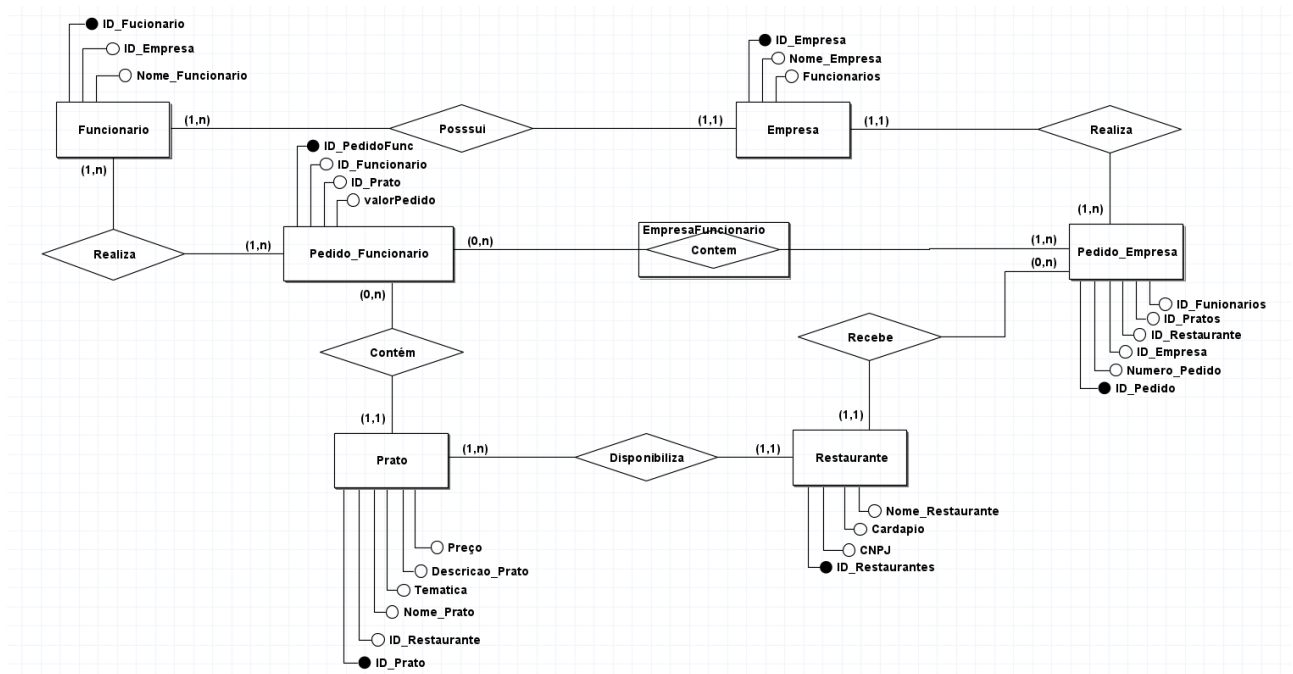 ID_Fucionario
ID_Empresa
Nome_Funcionario
ID_Empresa
Nome_Empresa
Funcionarios
Funcionario
(1,n)
Posssui
(1,1)
Empresa
(1,1)
Realiza
(1,n)
ID_PedidoFunc
ID_Funcionario
ID_Prato
valorPedido
(1,n)
Realiza
(1,n)
Pedido_Funcionario
(0,n)
EmpresaFuncionario
Contem
(1,n)
Pedido_Empresa
(0,n)
(0,n)
ID_Funionarios
ID_Pratos
ID_Restaurante
ID_Empresa
Numero_Pedido
ID_Pedido
Recebe
Contém
(1,1)
(1,1)
Prato
(1,n)
Disponibiliza
(1,1)
Restaurante
Nome_Restaurante
Cardapio
CNPJ
ID_Restaurantes
Preço
Descricao_Prato
Tematica
Nome_Prato
ID_Restaurante
ID_Prato